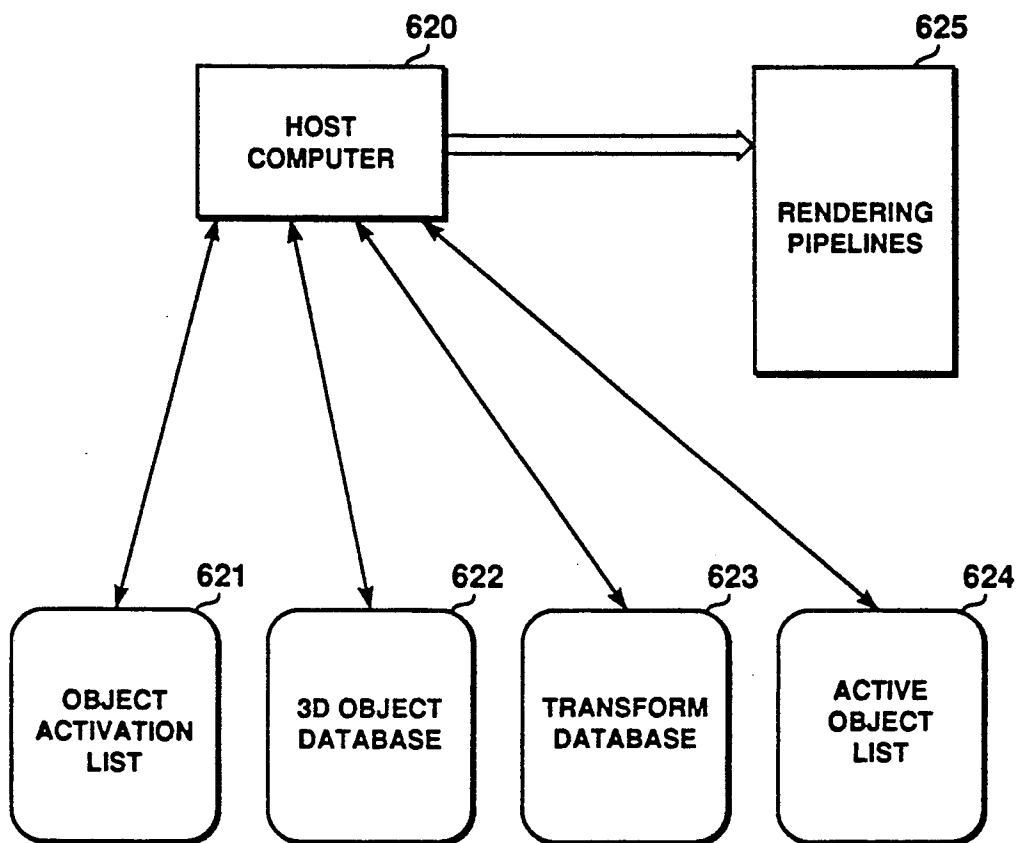 620
625
HOST
COMPUTER
RENDERING
PIPELINES
621
622
623
624
OBJECT
ACTIVATION
LIST
3D OBJECT
DATABASE
TRANSFORM
DATABASE
ACTIVE
OBJECT
LIST